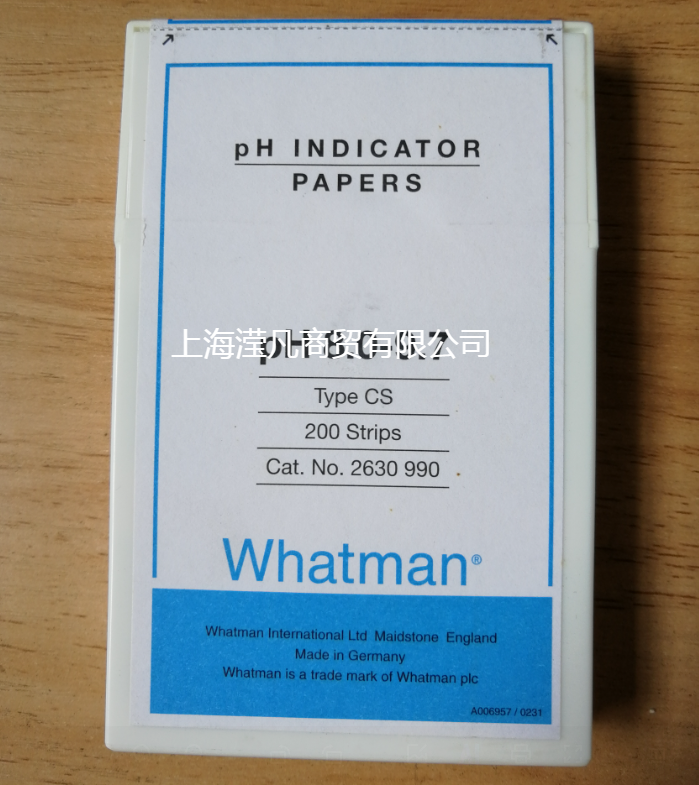 pH INDICATOR
PAPERS
上海滢凡商贸有限公司
Type CS
200 Strips
Cat. No. 2630 990
Whatman®
Whatman International Ltd Maidstone England
Made in Germany
Whatman is a trade mark of Whatman plc
A006957 / 0231